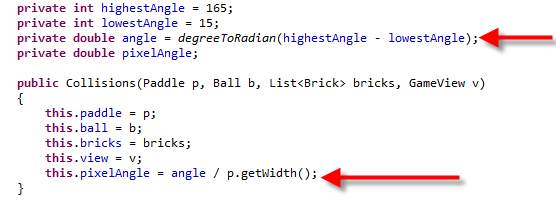 private int highestAngle = 165;
private int lowestAngle = 15;
private double angle = degreeToRadian(highestAngle - lowestAngle);
private double pixelAngle;
public Collisions(Paddle p, Ball b, List<Brick> bricks, GameView v)
{
this.paddle = p;
this.ball = b;
this.bricks = bricks;
this.view = v;
this.pixelAngle = angle / p.getWidth();
}